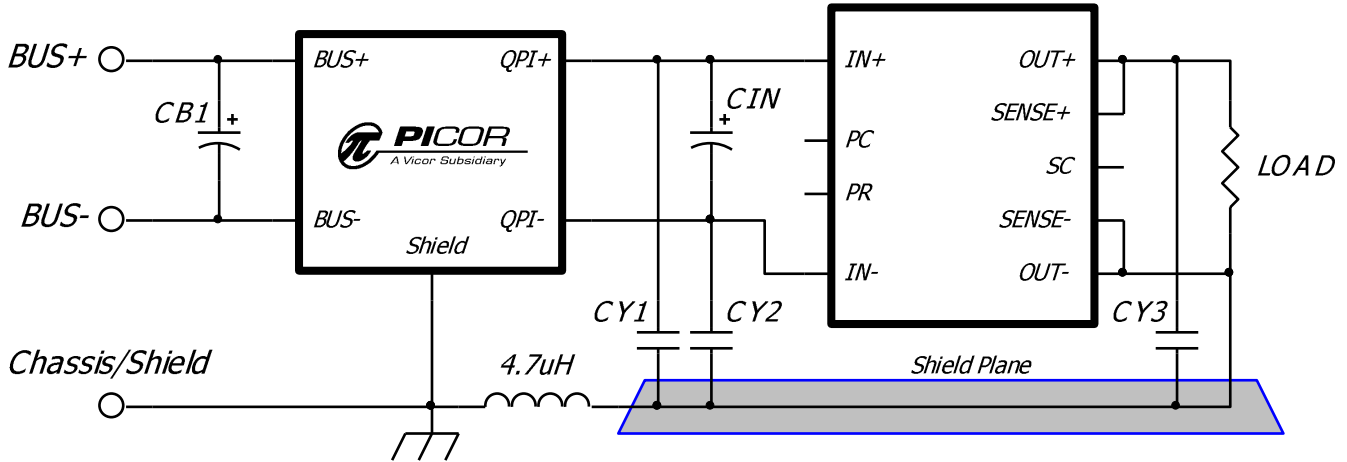 BUS+
BUS-
Chassis/Shield
CB1
+
BUS+
QPI+
π PICOR
A Vicor Subsidiary
BUS-
QPI-
Shield
4.7uH
CIN
+
CY1
CY2
IN+
OUT+
SENSE+
PC
SC
PR
SENSE-
IN-
OUT-
LOAD
CY3
Shield Plane